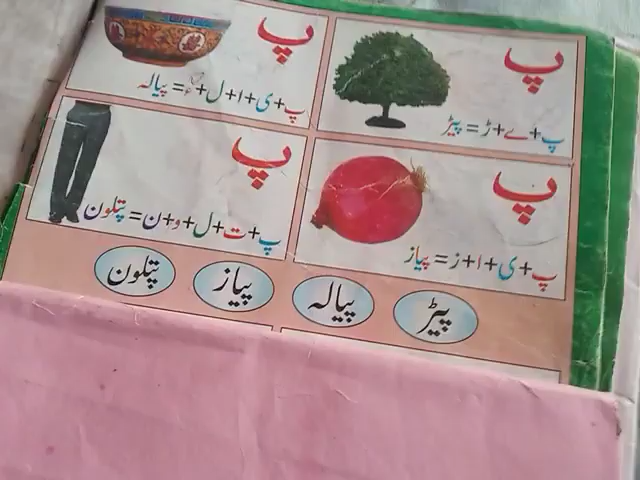 پ
پ+ے+ڑ=پیڑ
پ
پ+ی+ا+ل+ہ=پیالہ
پ
پ+ی+ا+ز=پیاز
پ
پ+ت+ل+و+ن=پتلون
پیڑ پیالہ پیاز پتلون